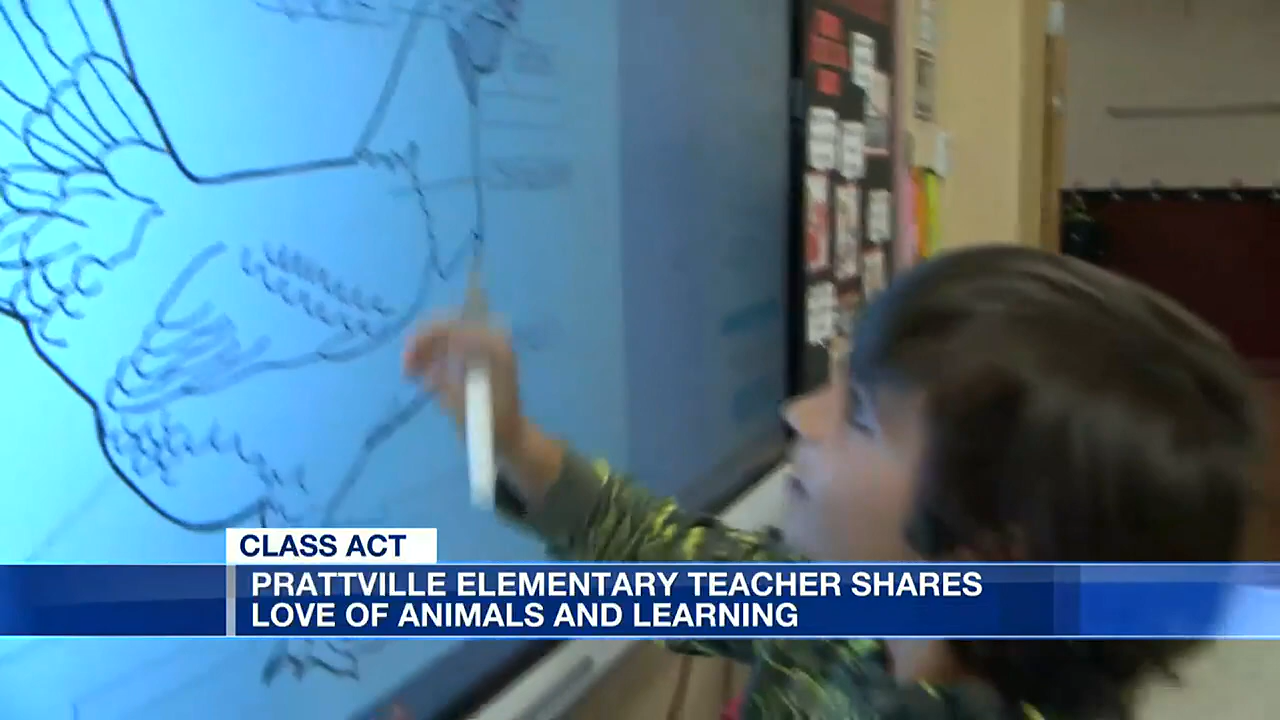 CLASS ACT
PRATTVILLE ELEMENTARY TEACHER SHARES
LOVE OF ANIMALS AND LEARNING